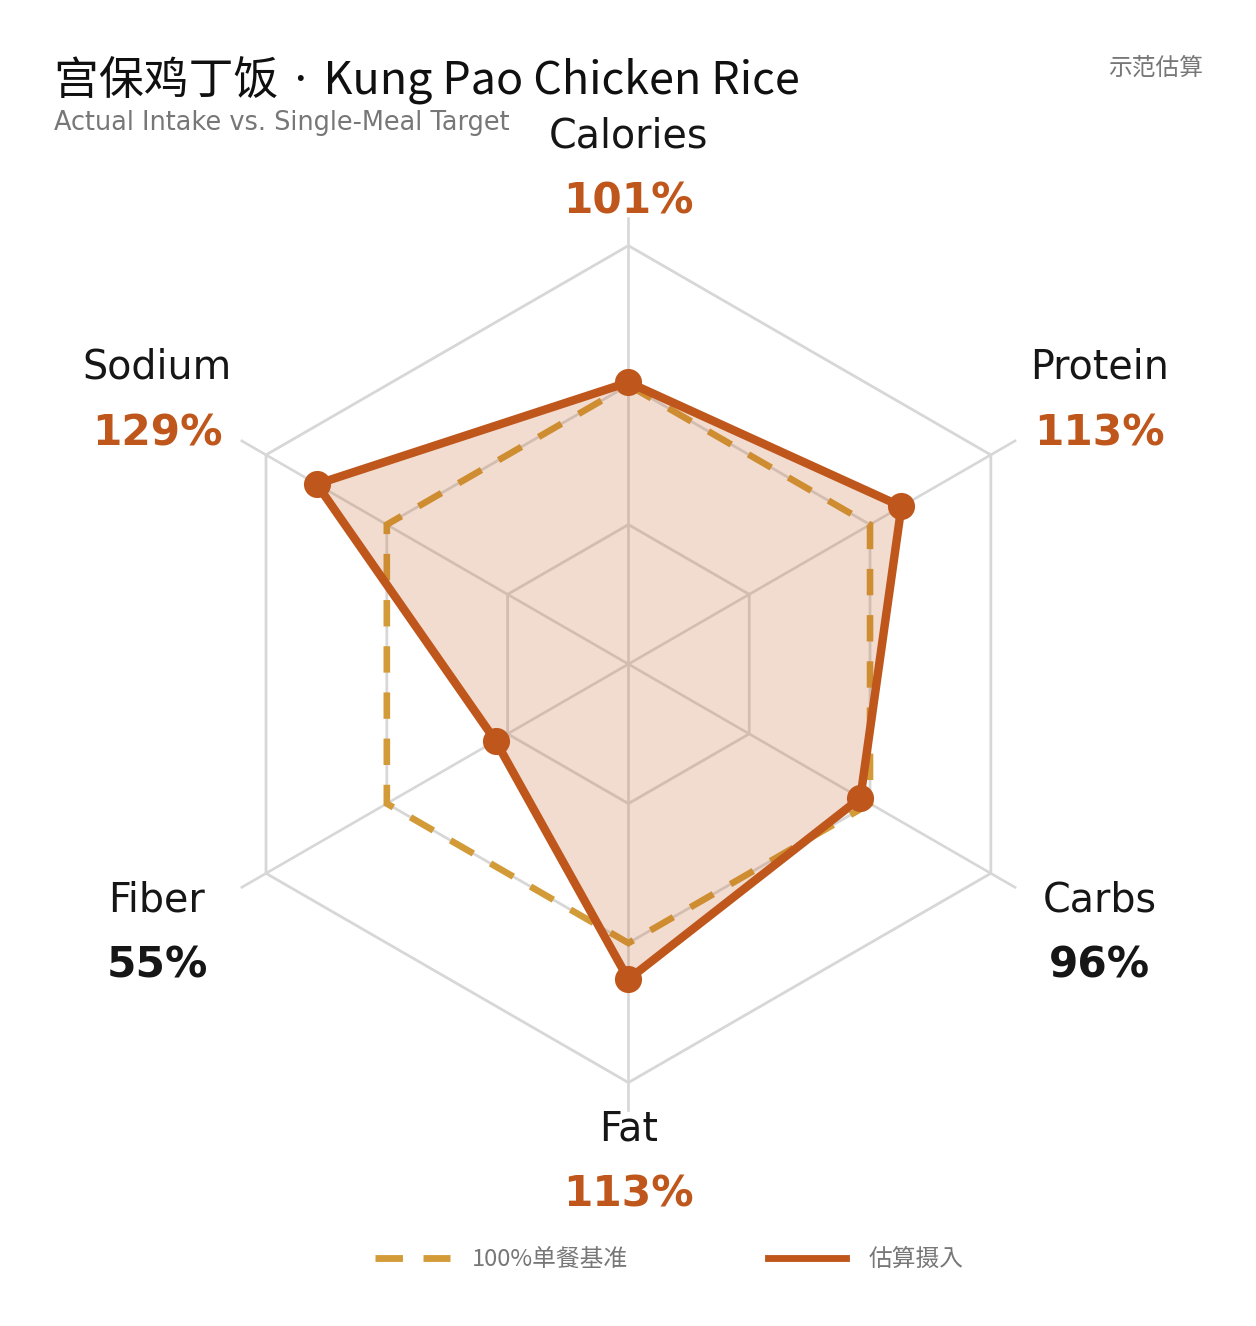 宫保鸡丁饭 · Kung Pao Chicken Rice
示范估算
Actual Intake vs. Single-Meal Target
Calories
101%
Sodium
129%
Protein
113%
Fiber
55%
Carbs
96%
Fat
113%
100%单餐基准
估算摄入